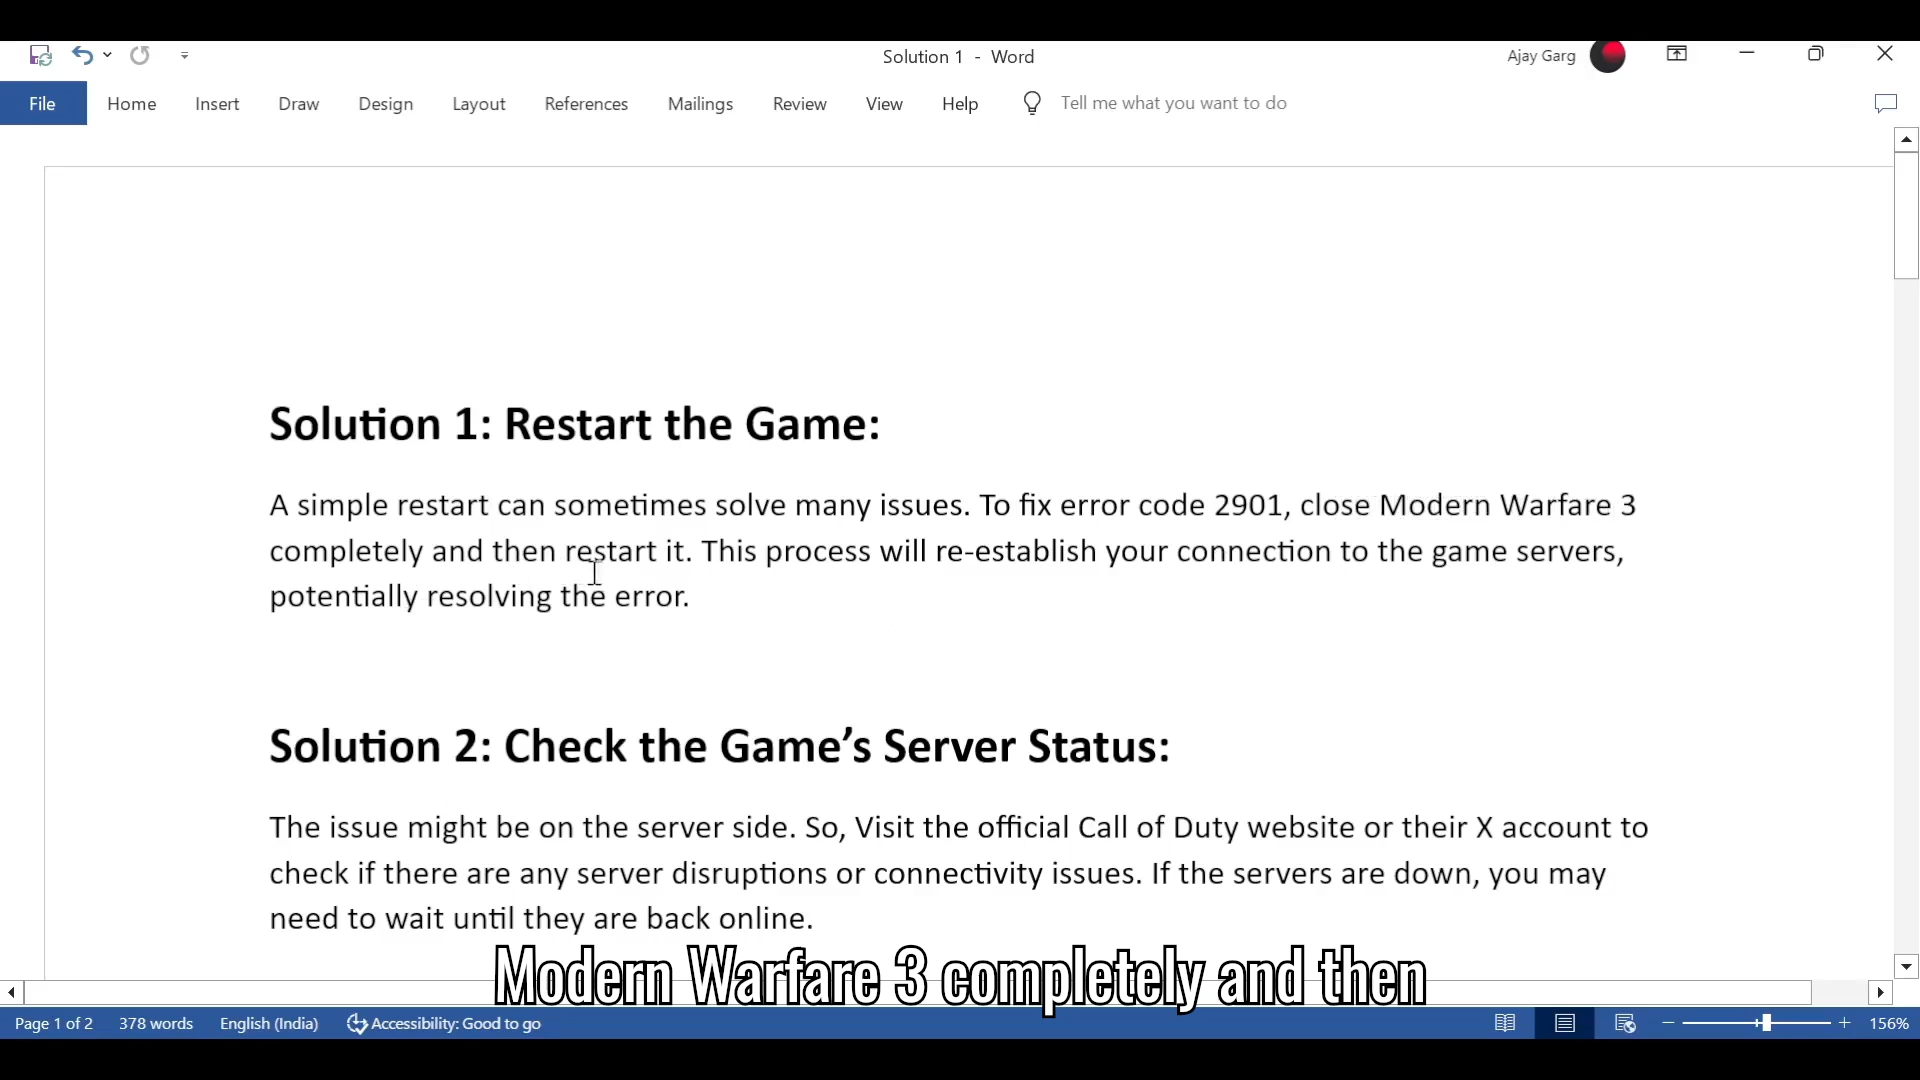 Solution 1 - Word
Ajay Garg
File Home Insert Draw Design Layout References Mailings Review View Help Tell me what you want to do
Solution 1: Restart the Game:
A simple restart can sometimes solve many issues. To fix error code 2901, close Modern Warfare 3
completely and then restart it. This process will re-establish your connection to the game servers,
potentially resolving the error.
Solution 2: Check the Game’s Server Status:
The issue might be on the server side. So, Visit the official Call of Duty website or their X account to
check if there are any server disruptions or connectivity issues. If the servers are down, you may
need to wait until they are back online.
Modern Warfare 3 completely and then
Page 1 of 2 378 words English (India) Accessibility: Good to go 156%